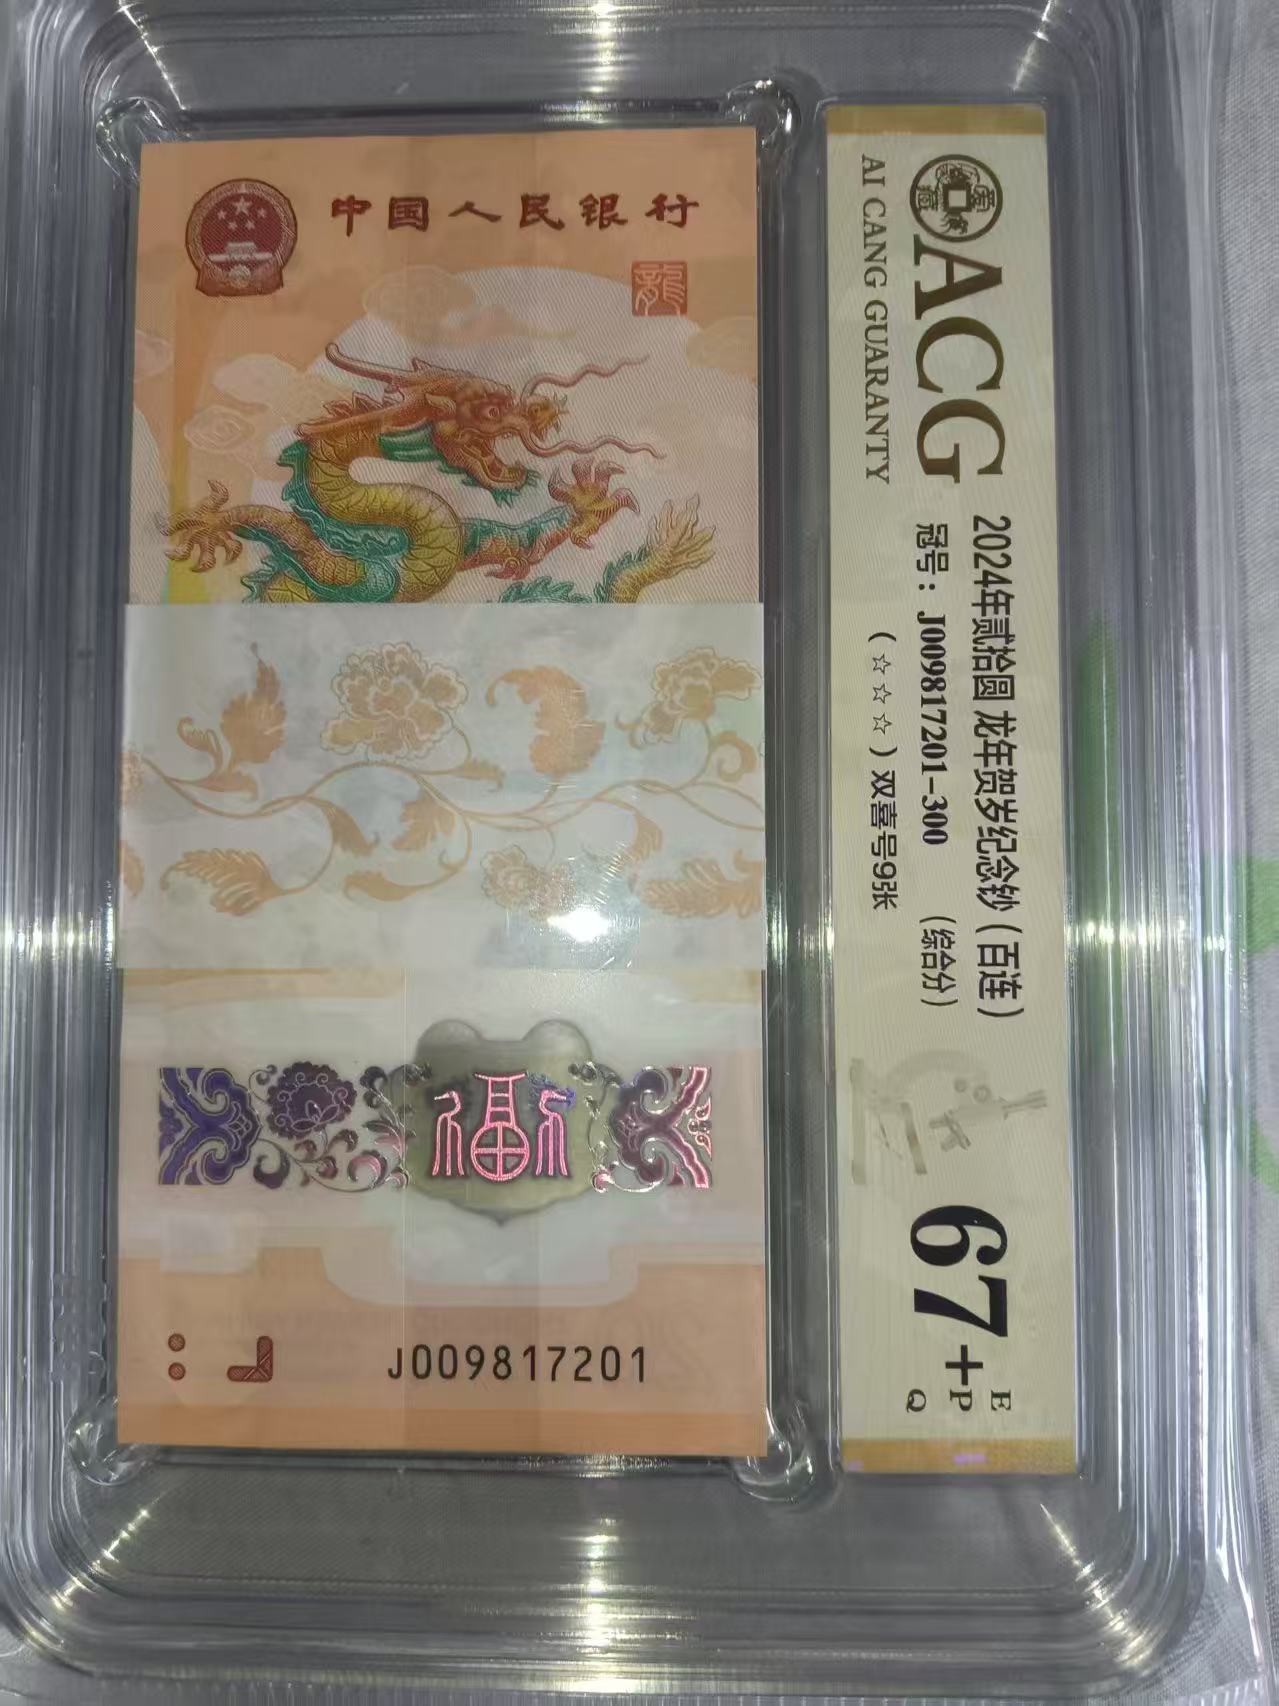 中国人民银行
龍
福
J009817201
ACG
AI CANG GUARANTY
2024年贰拾圆 龙年贺岁纪念钞（百连）
冠号：J009817201-300 （综合分）
（☆☆☆）双喜号9张
67+
E
P
Q